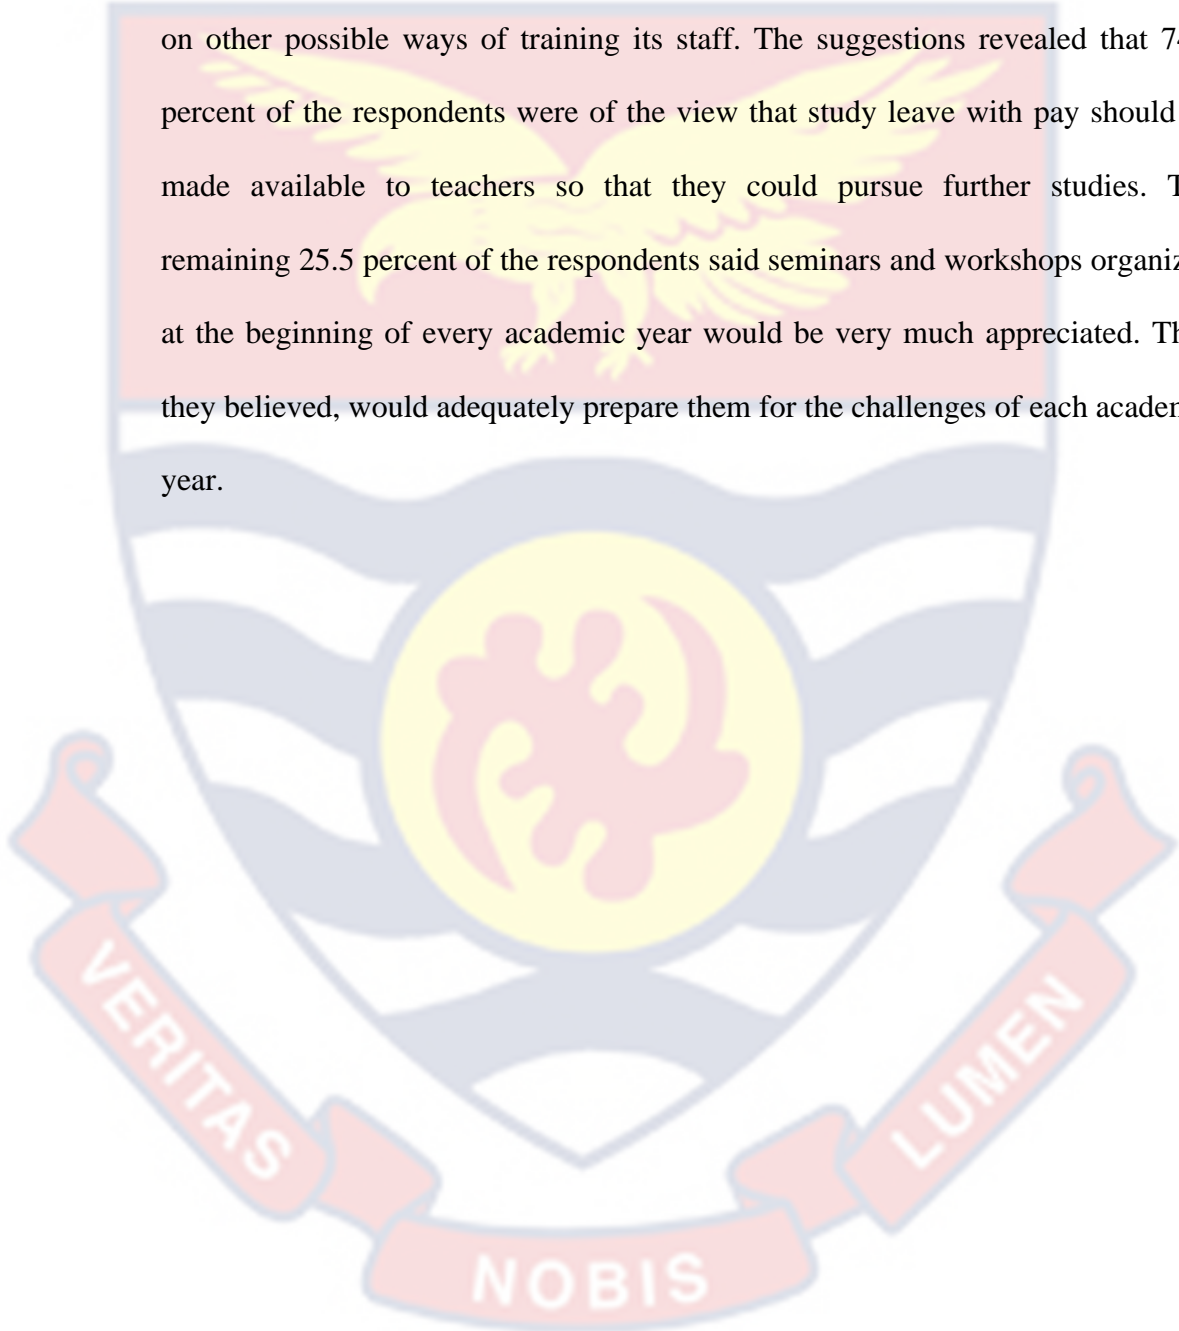 on other possible ways of training its staff. The suggestions revealed that
percent of the respondents were of the view that study leave with pay should
made available to teachers so that they could pursue further studies.
remaining 25.5 percent of the respondents said seminars and workshops
at the beginning of every academic year would be very much appreciated.
they believed, would adequately prepare them for the challenges of each
year.
VERITAS
NOBIS
LUMEN